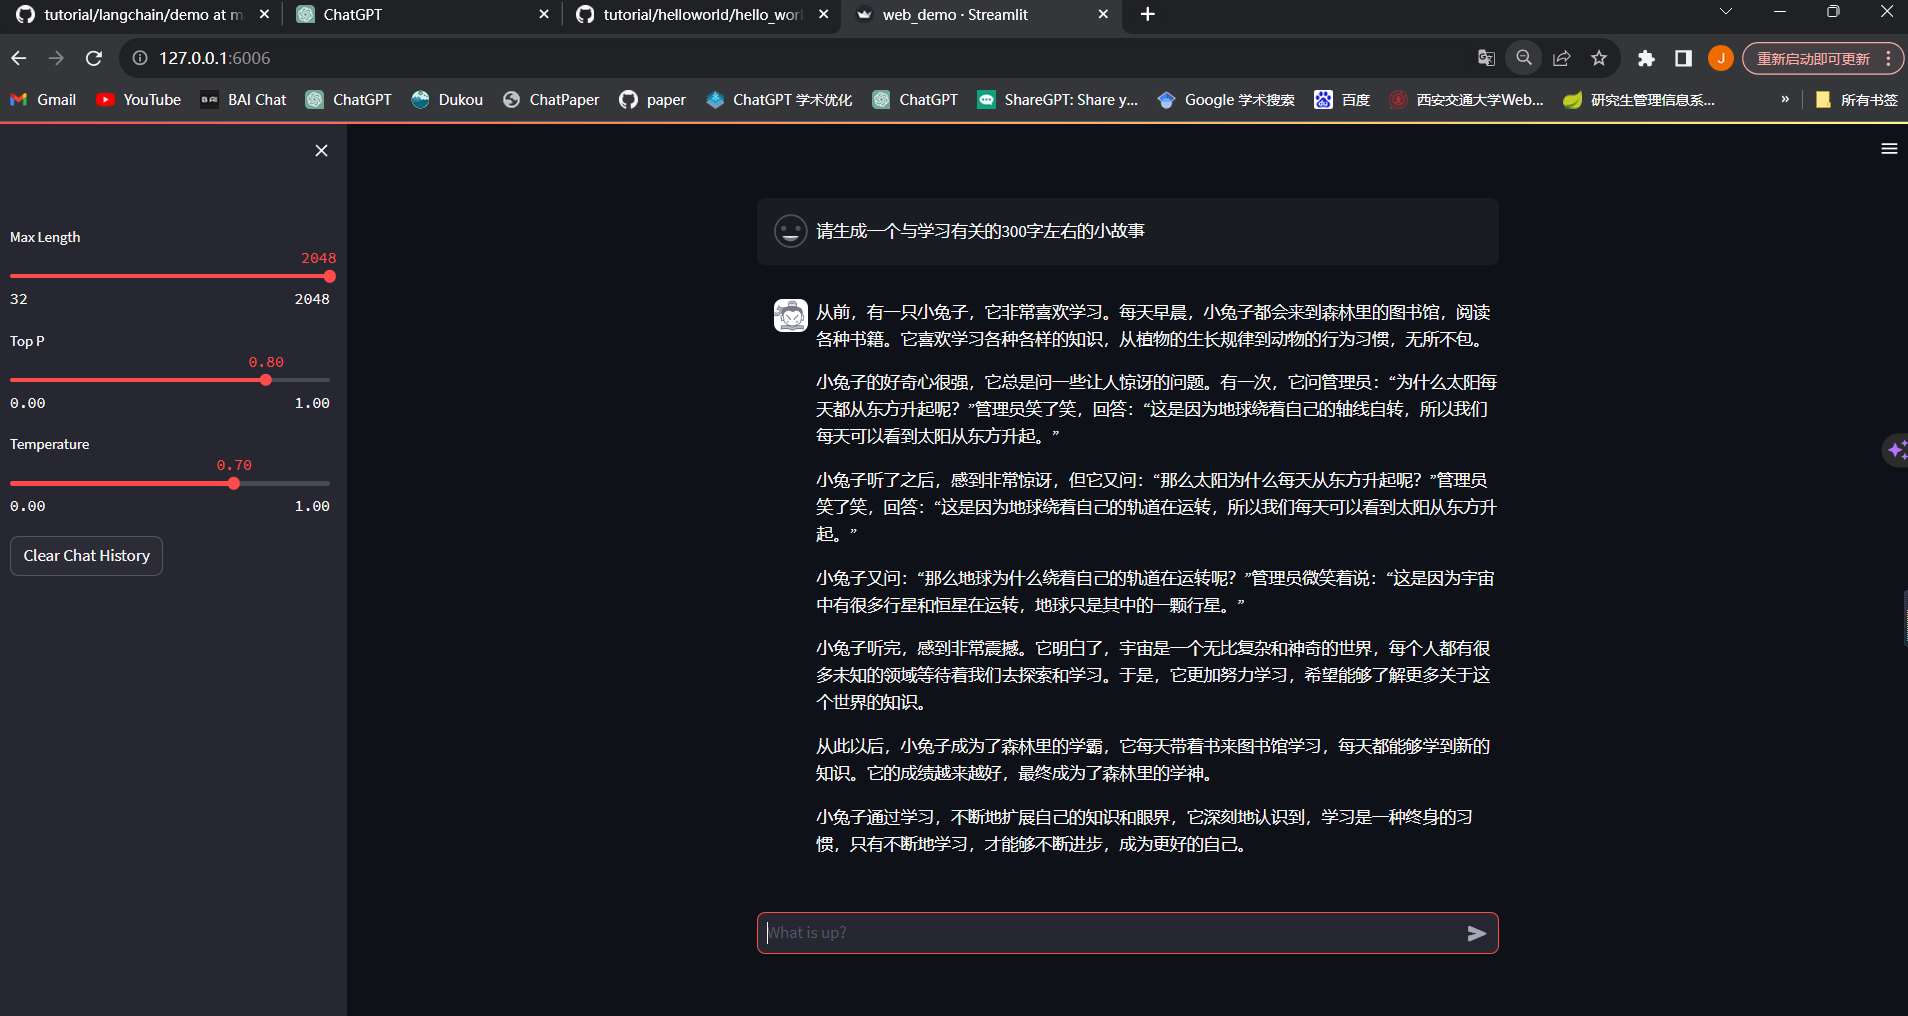 tutorial/langchain/demo at m
ChatGPT
tutorial/helloworld/hello_worl
web_demo · Streamlit
127.0.0.1:6006
J
重新启动即可更新
Gmail
YouTube
BAI Chat
ChatGPT
Dukou
ChatPaper
paper
ChatGPT 学术优化
ChatGPT
ShareGPT: Share y...
Google 学术搜索
百度
西安交通大学Web...
研究生管理信息系...
»
所有书签
Max Length
2048
32
2048
Top P
0.80
0.00
1.00
Temperature
0.70
0.00
1.00
Clear Chat History
请生成一个与学习有关的300字左右的小故事
从前，有一只小兔子，它非常喜欢学习。每天早晨，小兔子都会来到森林里的图书馆，阅读
各种书籍。它喜欢学习各种各样的知识，从植物的生长规律到动物的行为习惯，无所不包。
小兔子的好奇心很强，它总是问一些让人惊讶的问题。有一次，它问管理员：“为什么太阳每
天都从东方升起呢？”管理员笑了笑，回答：“这是因为地球绕着自己的轴线自转，所以我们
每天可以看到太阳从东方升起。”
小兔子听了之后，感到非常惊讶，但它又问：“那么太阳为什么每天从东方升起呢？”管理员
笑了笑，回答：“这是因为地球绕着自己的轨道在运转，所以我们每天可以看到太阳从东方升
起。”
小兔子又问：“那么地球为什么绕着自己的轨道在运转呢？”管理员微笑着说：“这是因为宇宙
中有很多行星和恒星在运转，地球只是其中的一颗行星。”
小兔子听完，感到非常震撼。它明白了，宇宙是一个无比复杂和神奇的世界，每个人都有很
多未知的领域等待着我们去探索和学习。于是，它更加努力学习，希望能够了解更多关于这
个世界的知识。
从此以后，小兔子成为了森林里的学霸，它每天带着书来图书馆学习，每天都能够学到新的
知识。它的成绩越来越好，最终成为了森林里的学神。
小兔子通过学习，不断地扩展自己的知识和眼界，它深刻地认识到，学习是一种终身的习
惯，只有不断地学习，才能够不断进步，成为更好的自己。
What is up?